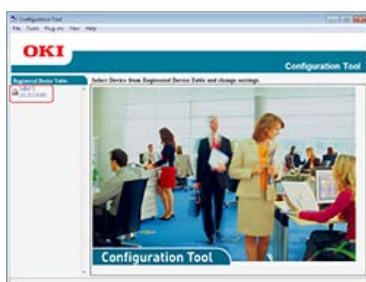 Configuration Tool
File Tools Plug-ins View Help
OKI
Configuration Tool
Registered Device Table
Select Device from Registered Device Table and change settings.
Configuration Tool